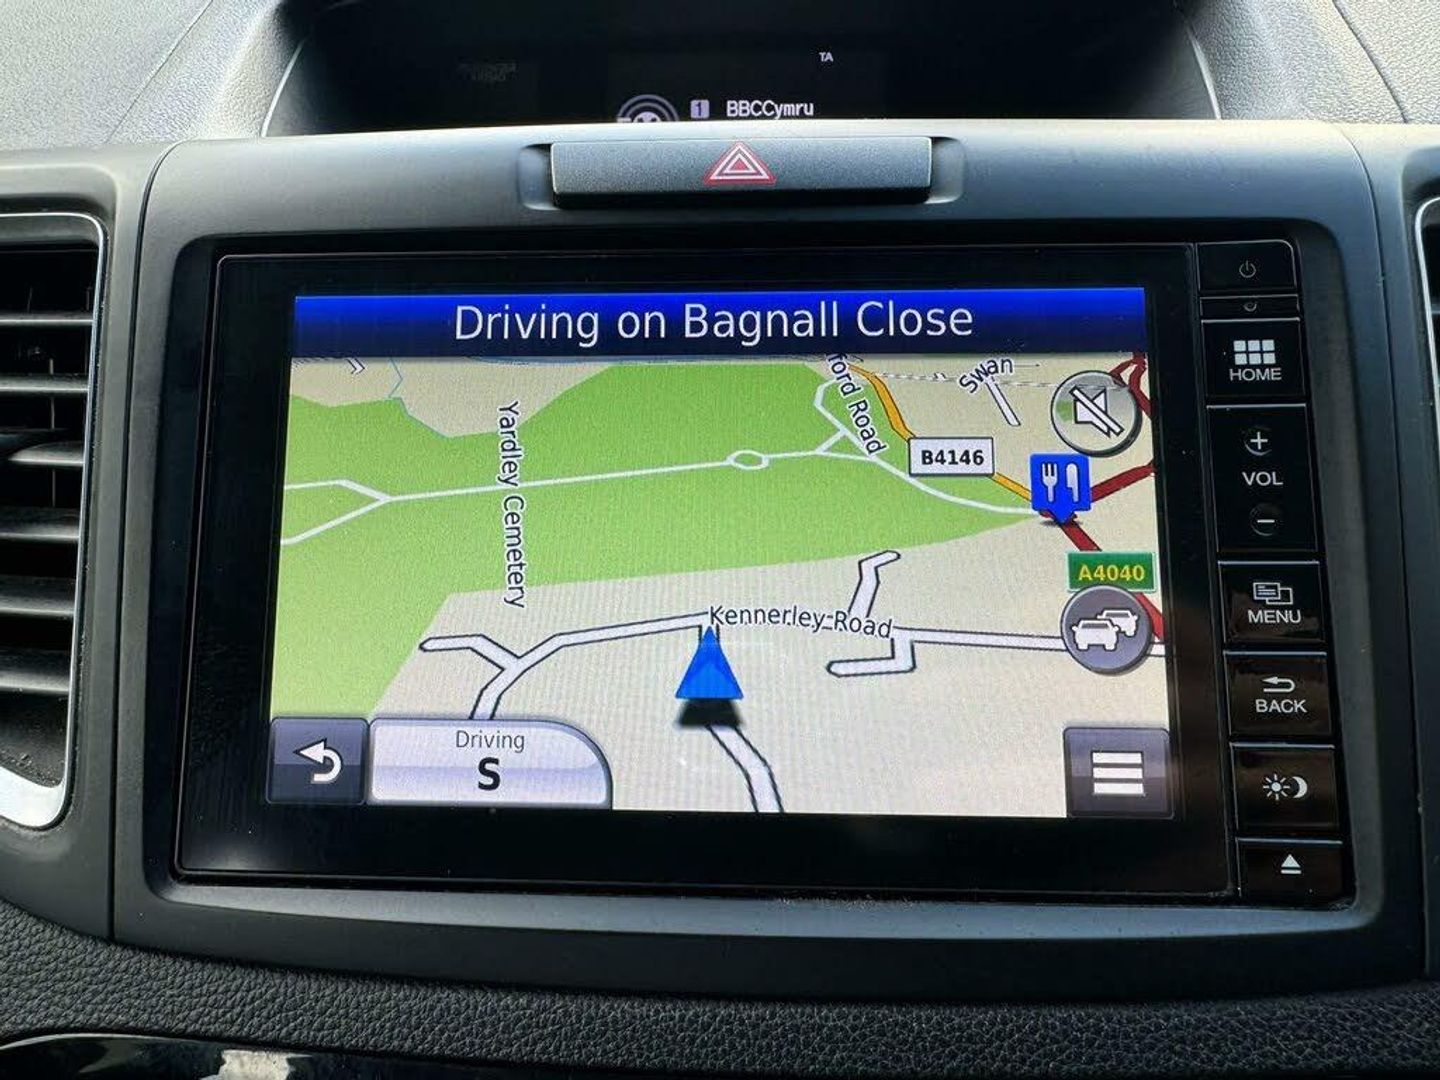 TA
1 BBCCymru
Driving on Bagnall Close
HOME
VOL
MENU
BACK
ford Road
Swan
B4146
Yardley Cemetery
A4040
Kennerley Road
Driving
S